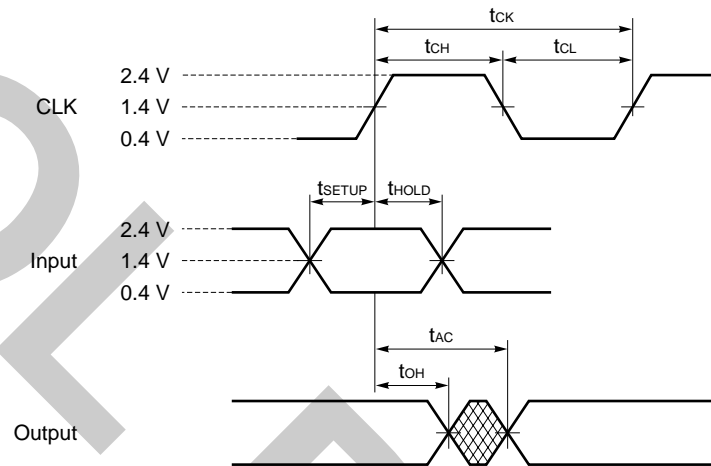 tCK
tCH tCL
2.4 V
CLK 1.4 V
0.4 V
tSETUP tHOLD
2.4 V
Input 1.4 V
0.4 V
tAC
tOH
Output